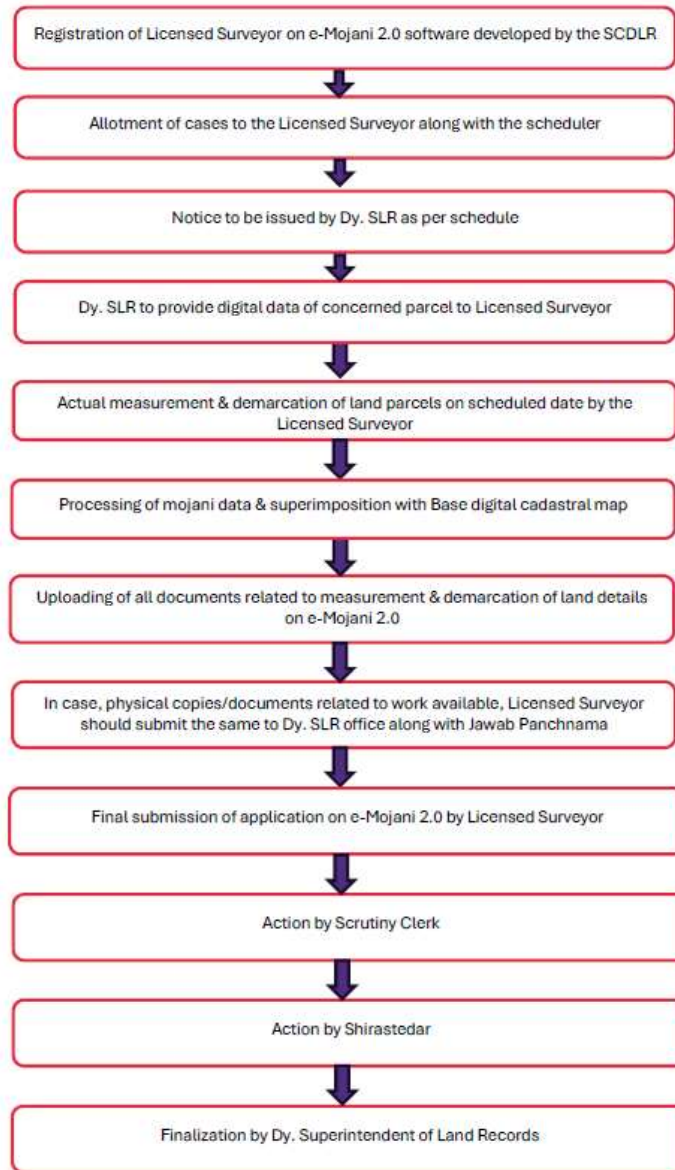 Registration of Licensed Surveyor on e-Mojani 2.0 software developed by the SCDLR
Allotment of cases to the Licensed Surveyor along with the scheduler
Notice to be issued by Dy. SLR as per schedule
Dy. SLR to provide digital data of concerned parcel to Licensed Surveyor
Actual measurement & demarcation of land parcels on scheduled date by the
Licensed Surveyor
Processing of mojani data & superimposition with Base digital cadastral map
Uploading of all documents related to measurement & demarcation of land details
on e-Mojani 2.0
In case, physical copies/documents related to work available, Licensed Surveyor
should submit the same to Dy. SLR office along with Jawab Panchnama
Final submission of application on e-Mojani 2.0 by Licensed Surveyor
Action by Scrutiny Clerk
Action by Shirastedar
Finalization by Dy. Superintendent of Land Records